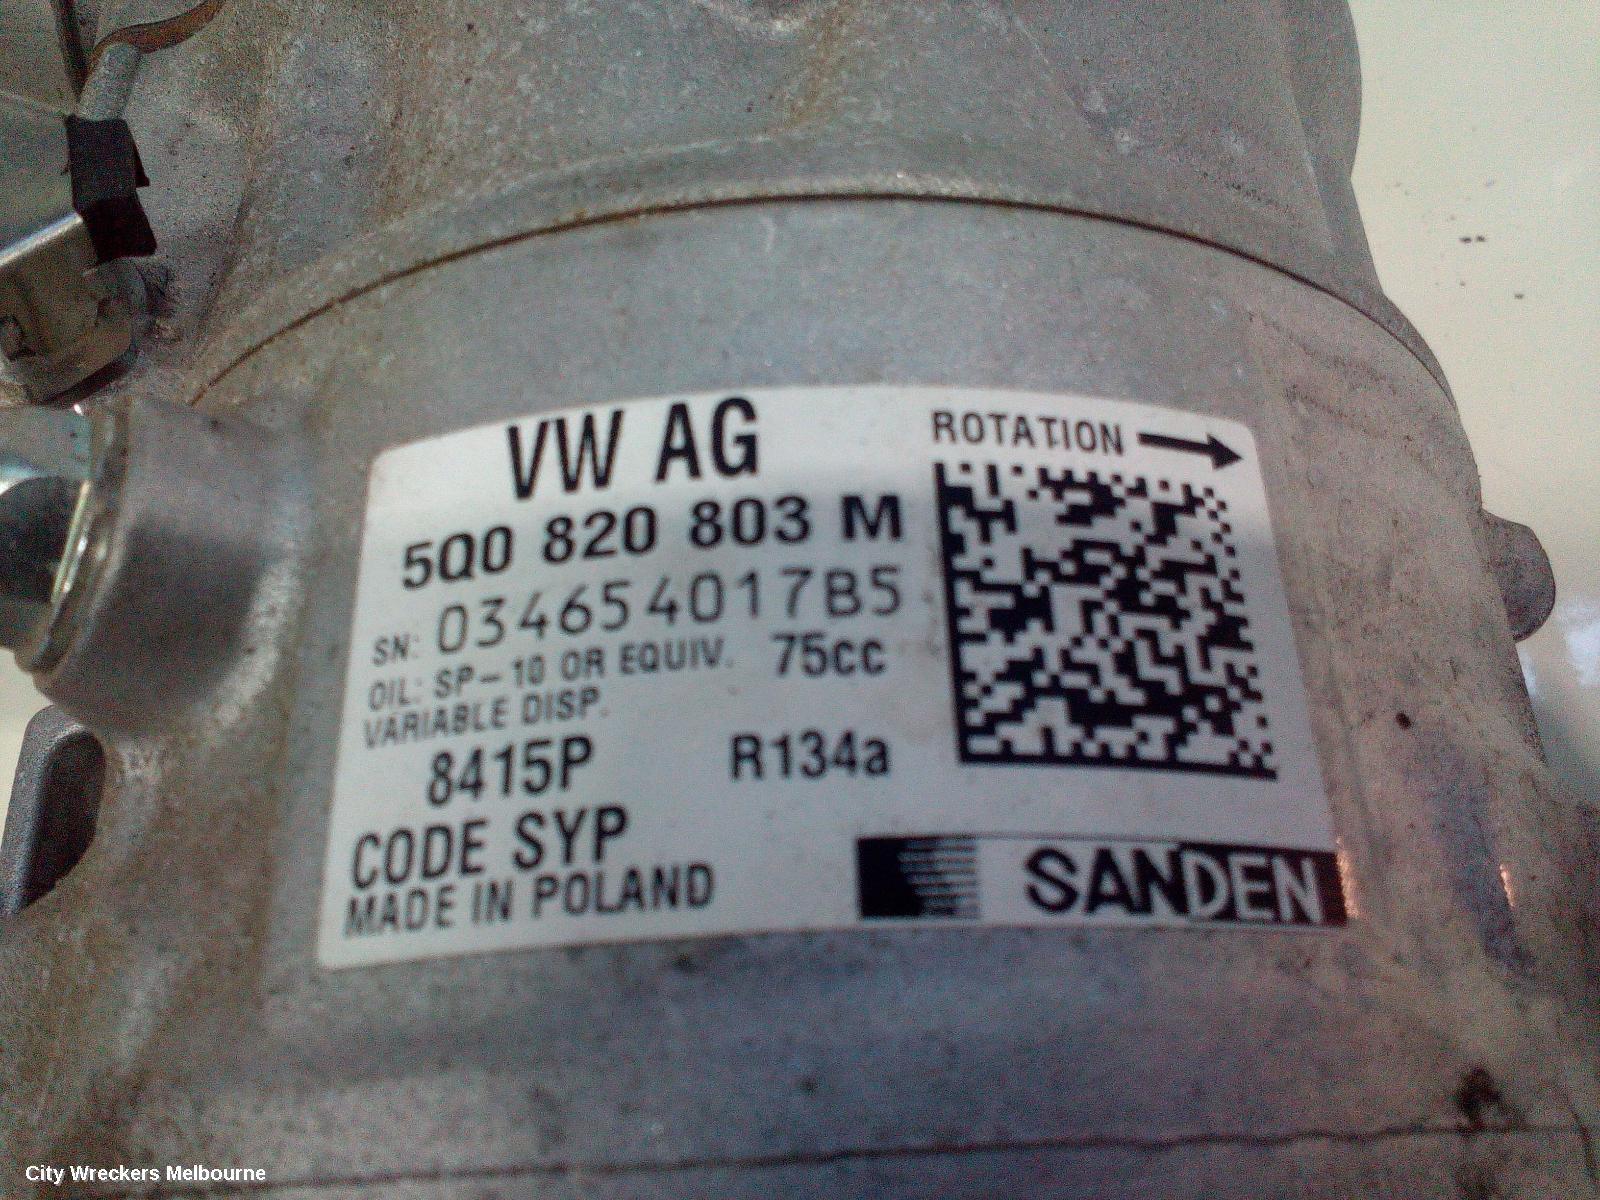 VW AG
ROTATION
5Q0 820 803 M
SN: 034654017B5
OIL: SP-10 OR EQUIV. 75cc
VARIABLE DISP.
8415P R134a
CODE SYP
MADE IN POLAND
SANDEN
City Wreckers Melbourne